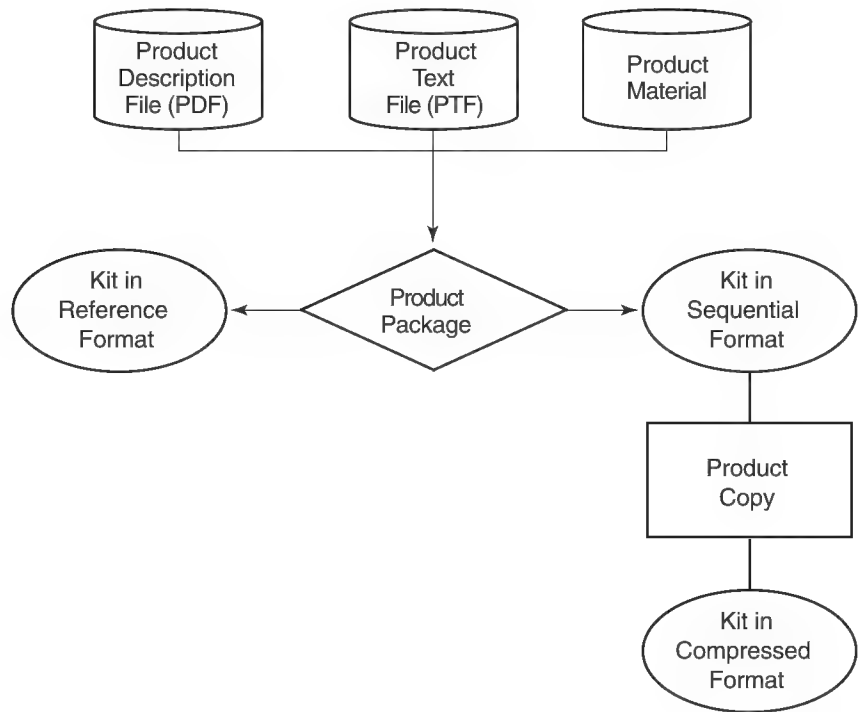 Product
Description
File (PDF)
Product
Text
File (PTF)
Product
Material
Kit in
Reference
Format
Product
Package
Kit in
Sequential
Format
Product
Copy
Kit in
Compressed
Format